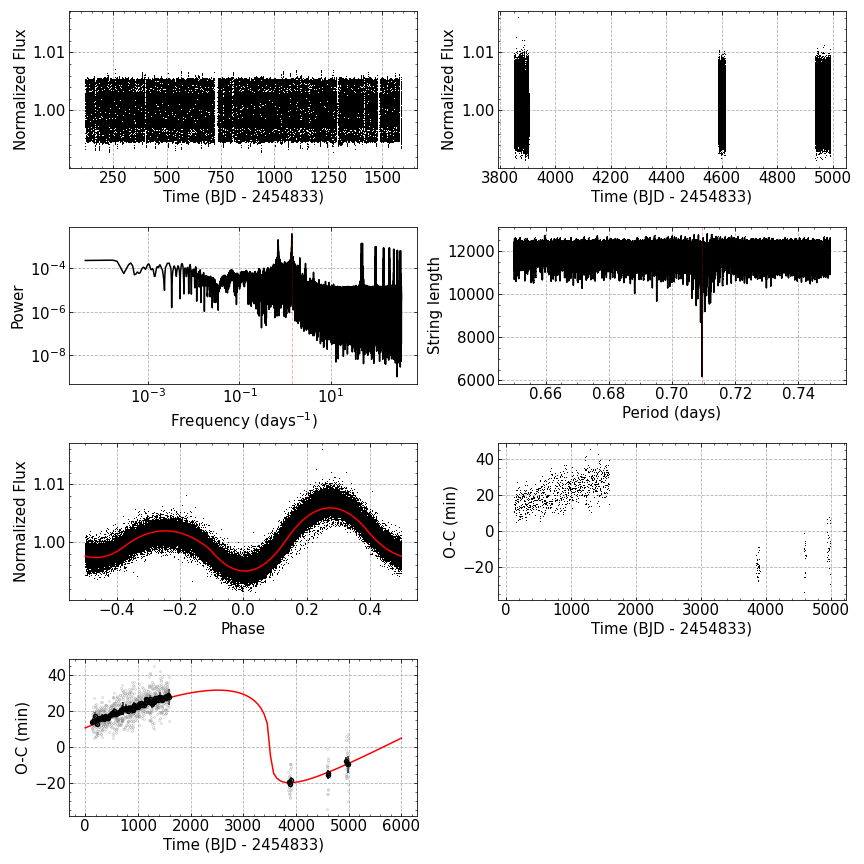 Normalized Flux
1.01
1.00
250 500 750 1000 1250 1500
Time (BJD - 2454833)
Normalized Flux
1.01
1.00
3800 4000 4200 4400 4600 4800 5000
Time (BJD - 2454833)
Power
10⁻⁴
10⁻⁶
10⁻⁸
10⁻³ 10⁻¹ 10¹
Frequency (days⁻¹)
String length
12000
10000
8000
6000
0.66 0.68 0.70 0.72 0.74
Period (days)
Normalized Flux
1.01
1.00
−0.4 −0.2 0.0 0.2 0.4
Phase
O-C (min)
40
20
0
−20
0 1000 2000 3000 4000 5000
Time (BJD - 2454833)
O-C (min)
40
20
0
−20
0 1000 2000 3000 4000 5000 6000
Time (BJD - 2454833)